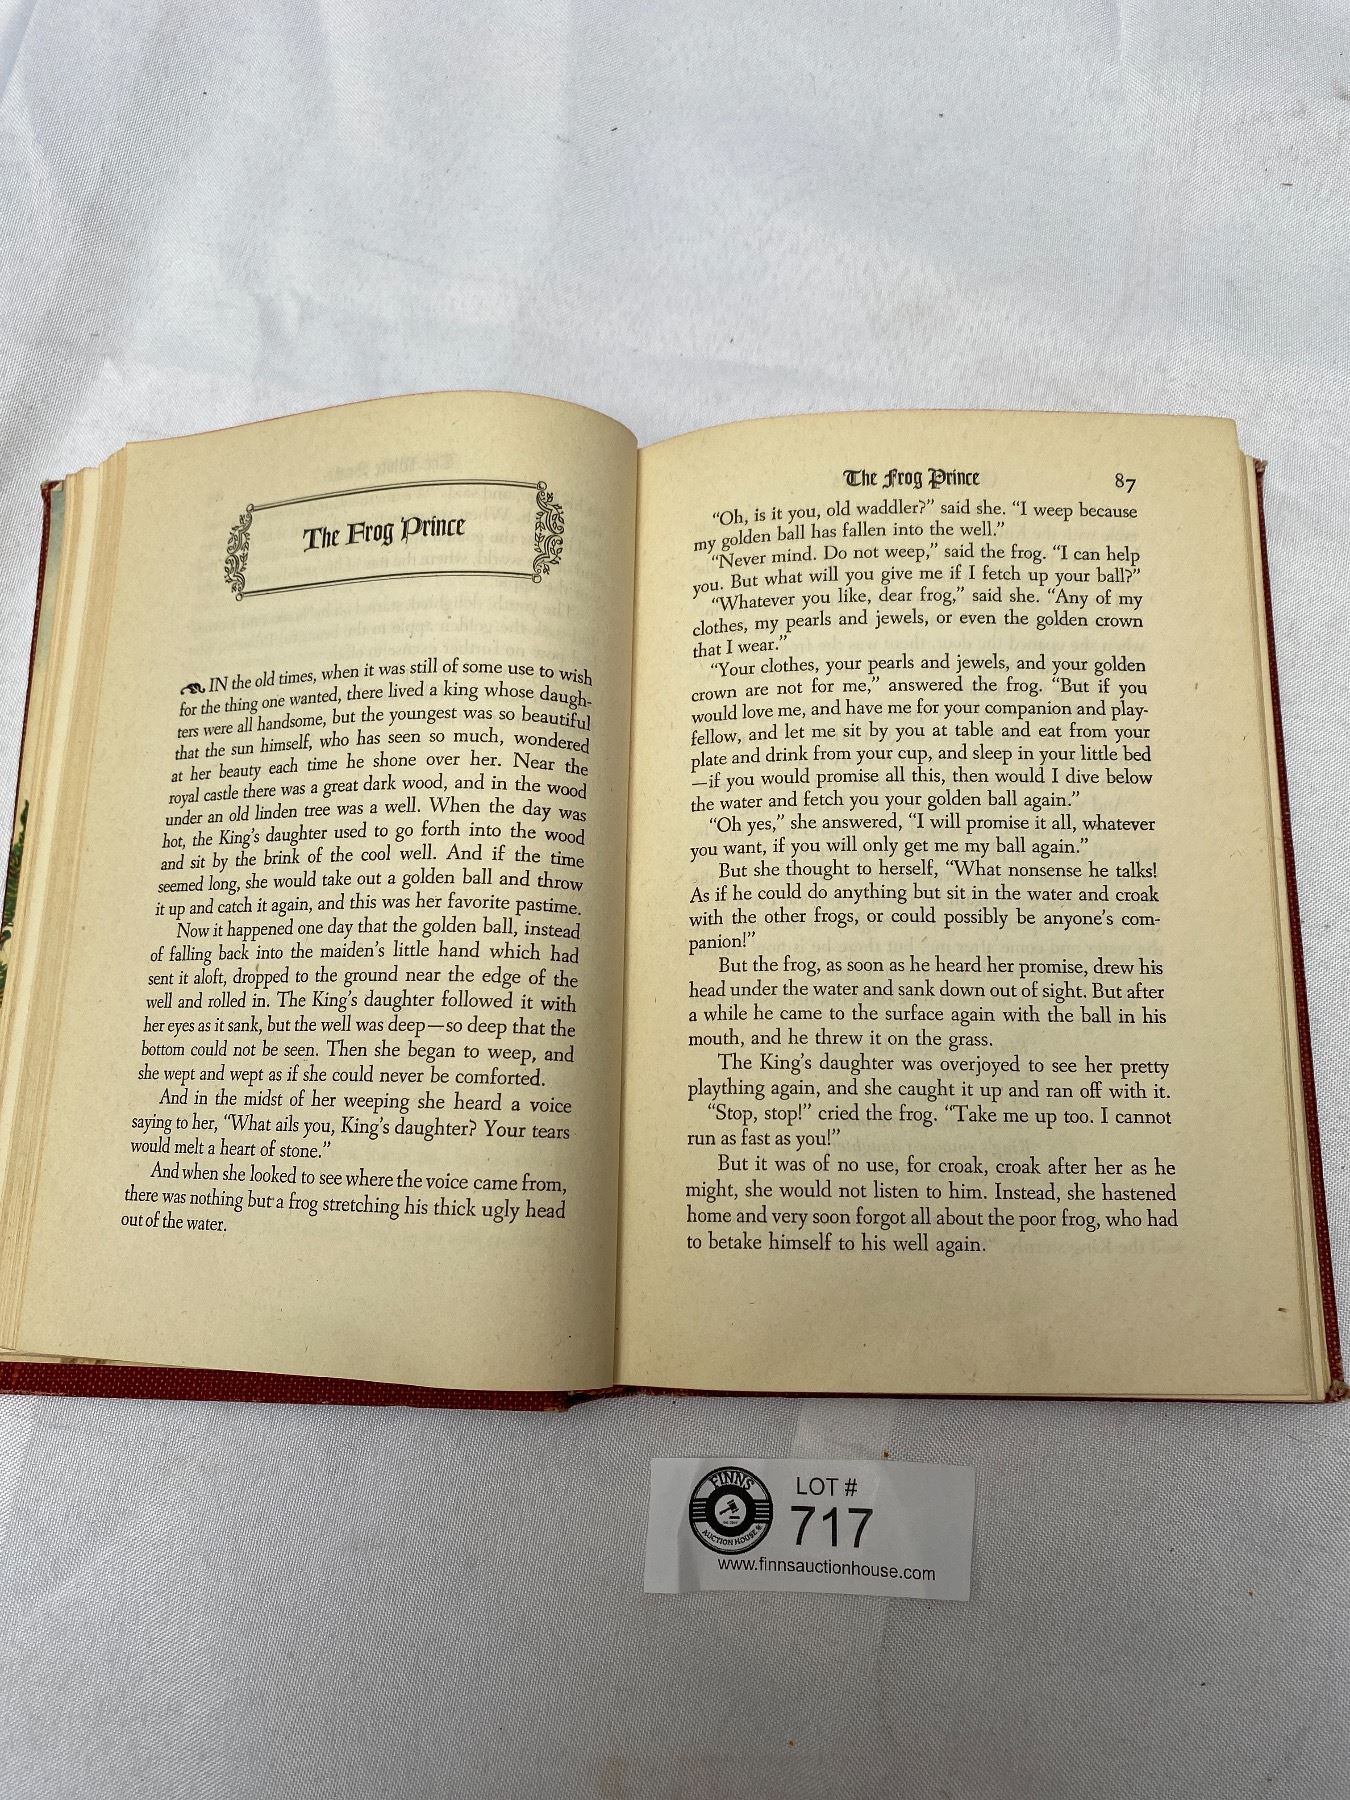 The Frog Prince
IN the old times, when it was still of some use to wish
for the thing one wanted, there lived a king whose daugh-
ters were all handsome, but the youngest was so beautiful
that the sun himself, who has seen so much, wondered
at her beauty each time he shone over her. Near the
royal castle there was a great dark wood, and in the wood
under an old linden tree was a well. When the day was
hot, the King's daughter used to go forth into the wood
and sit by the brink of the cool well. And if the time
seemed long, she would take out a golden ball and throw
it up and catch it again, and this was her favorite pastime.
Now it happened one day that the golden ball, instead
of falling back into the maiden's little hand which had
sent it aloft, dropped to the ground near the edge of the
well and rolled in. The King's daughter followed it with
her eyes as it sank, but the well was deep—so deep that the
bottom could not be seen. Then she began to weep, and
she wept and wept as if she could never be comforted.
And in the midst of her weeping she heard a voice
saying to her, “What ails you, King's daughter? Your tears
would melt a heart of stone.”
And when she looked to see where the voice came from,
there was nothing but a frog stretching his thick ugly head
out of the water.
The Frog Prince 87
“Oh, is it you, old waddler?” said she. “I weep because
my golden ball has fallen into the well.”
“Never mind. Do not weep,” said the frog. “I can help
you. But what will you give me if I fetch up your ball?”
“Whatever you like, dear frog,” said she. “Any of my
clothes, my pearls and jewels, or even the golden crown
that I wear.”
“Your clothes, your pearls and jewels, and your golden
crown are not for me,” answered the frog. “But if you
would love me, and have me for your companion and play-
fellow, and let me sit by you at table and eat from your
plate and drink from your cup, and sleep in your little bed
—if you would promise all this, then would I dive below
the water and fetch you your golden ball again.”
“Oh yes,” she answered, “I will promise it all, whatever
you want, if you will only get me my ball again.”
But she thought to herself, “What nonsense he talks!
As if he could do anything but sit in the water and croak
with the other frogs, or could possibly be anyone's com-
panion!”
But the frog, as soon as he heard her promise, drew his
head under the water and sank down out of sight. But after
a while he came to the surface again with the ball in his
mouth, and he threw it on the grass.
The King's daughter was overjoyed to see her pretty
plaything again, and she caught it up and ran off with it.
“Stop, stop!” cried the frog. “Take me up too. I cannot
run as fast as you!”
But it was of no use, for croak, croak after her as he
might, she would not listen to him. Instead, she hastened
home and very soon forgot all about the poor frog, who had
to betake himself to his well again.
FINNS
AUCTION HOUSE
LOT #
717
www.finnsauctionhouse.com